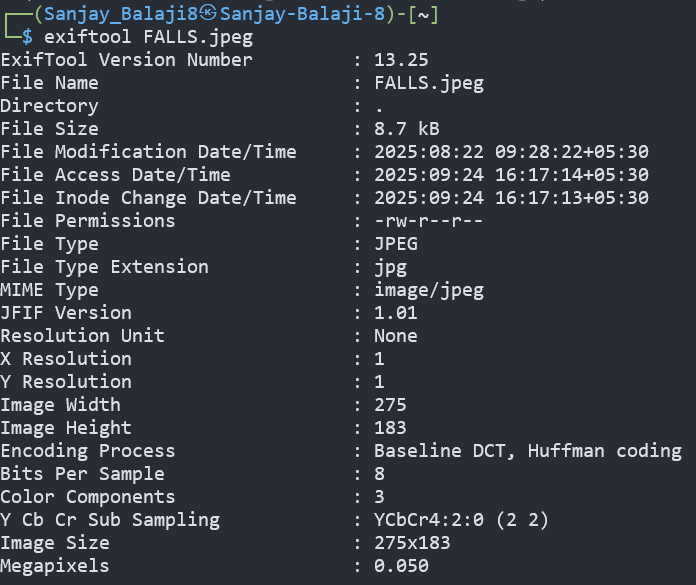 ┌──(Sanjay_Balaji8㉿Sanjay-Balaji-8)-[~]
└─$ exiftool FALLS.jpeg
ExifTool Version Number         : 13.25
File Name                       : FALLS.jpeg
Directory                       : .
File Size                       : 8.7 kB
File Modification Date/Time     : 2025:08:22 09:28:22+05:30
File Access Date/Time           : 2025:09:24 16:17:14+05:30
File Inode Change Date/Time     : 2025:09:24 16:17:13+05:30
File Permissions                : -rw-r--r--
File Type                       : JPEG
File Type Extension             : jpg
MIME Type                       : image/jpeg
JFIF Version                    : 1.01
Resolution Unit                 : None
X Resolution                    : 1
Y Resolution                    : 1
Image Width                     : 275
Image Height                    : 183
Encoding Process                : Baseline DCT, Huffman coding
Bits Per Sample                 : 8
Color Components                : 3
Y Cb Cr Sub Sampling            : YCbCr4:2:0 (2 2)
Image Size                      : 275x183
Megapixels                      : 0.050